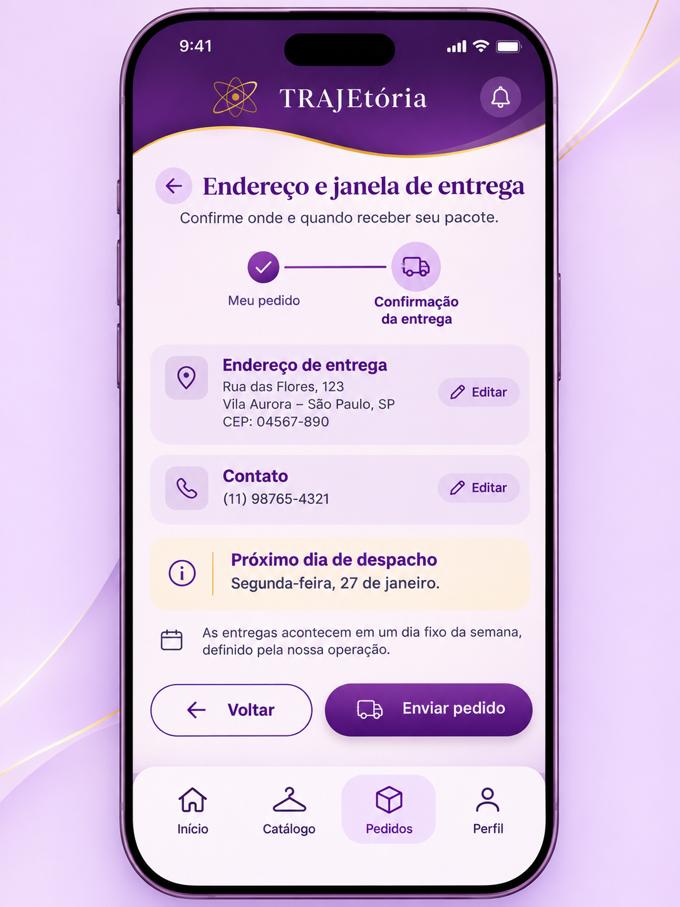 9:41
TRAJEtória
Endereço e janela de entrega
Confirme onde e quando receber seu pacote.
Meu pedido
Confirmação
da entrega
Endereço de entrega
Rua das Flores, 123
Vila Aurora – São Paulo, SP
CEP: 04567-890
Editar
Contato
(11) 98765-4321
Editar
Próximo dia de despacho
Segunda-feira, 27 de janeiro.
As entregas acontecem em um dia fixo da semana,
definido pela nossa operação.
Voltar
Enviar pedido
Início
Catálogo
Pedidos
Perfil